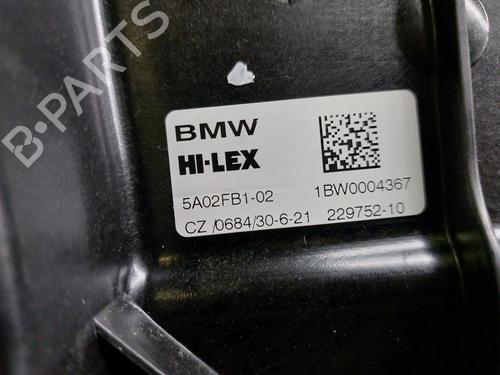 B-PARTS
BMW
HI-LEX
5A02FB1-02 1BW0004367
CZ /0684/30-6-21 229752-10